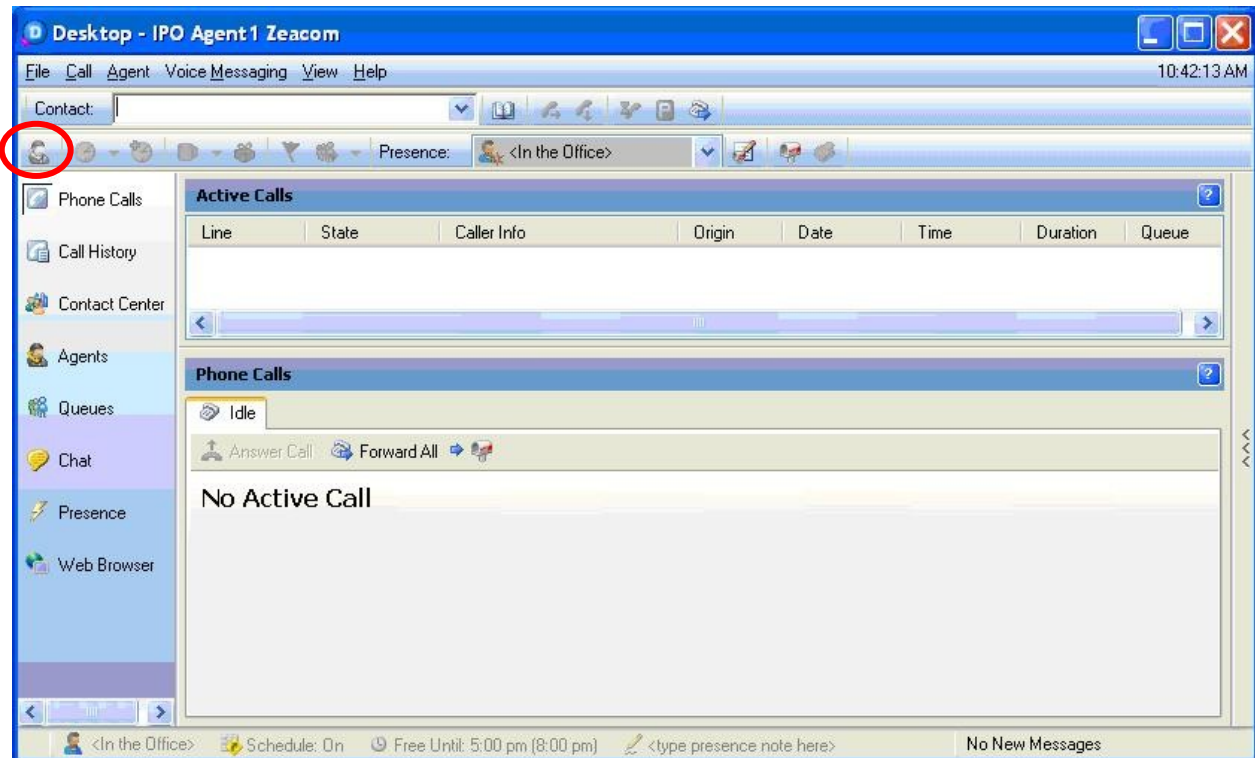 Desktop - IPO Agent1 Zeacom
File Call Agent Voice Messaging View Help 10:42:13 AM
Contact:
Presence: <In the Office>
Phone Calls
Call History
Contact Center
Agents
Queues
Chat
Presence
Web Browser
Active Calls
Line State Caller Info Origin Date Time Duration Queue
Phone Calls
Idle
Answer Call Forward All
No Active Call
<In the Office> Schedule: On Free Until: 5:00 pm (8:00 pm) <type presence note here> No New Messages